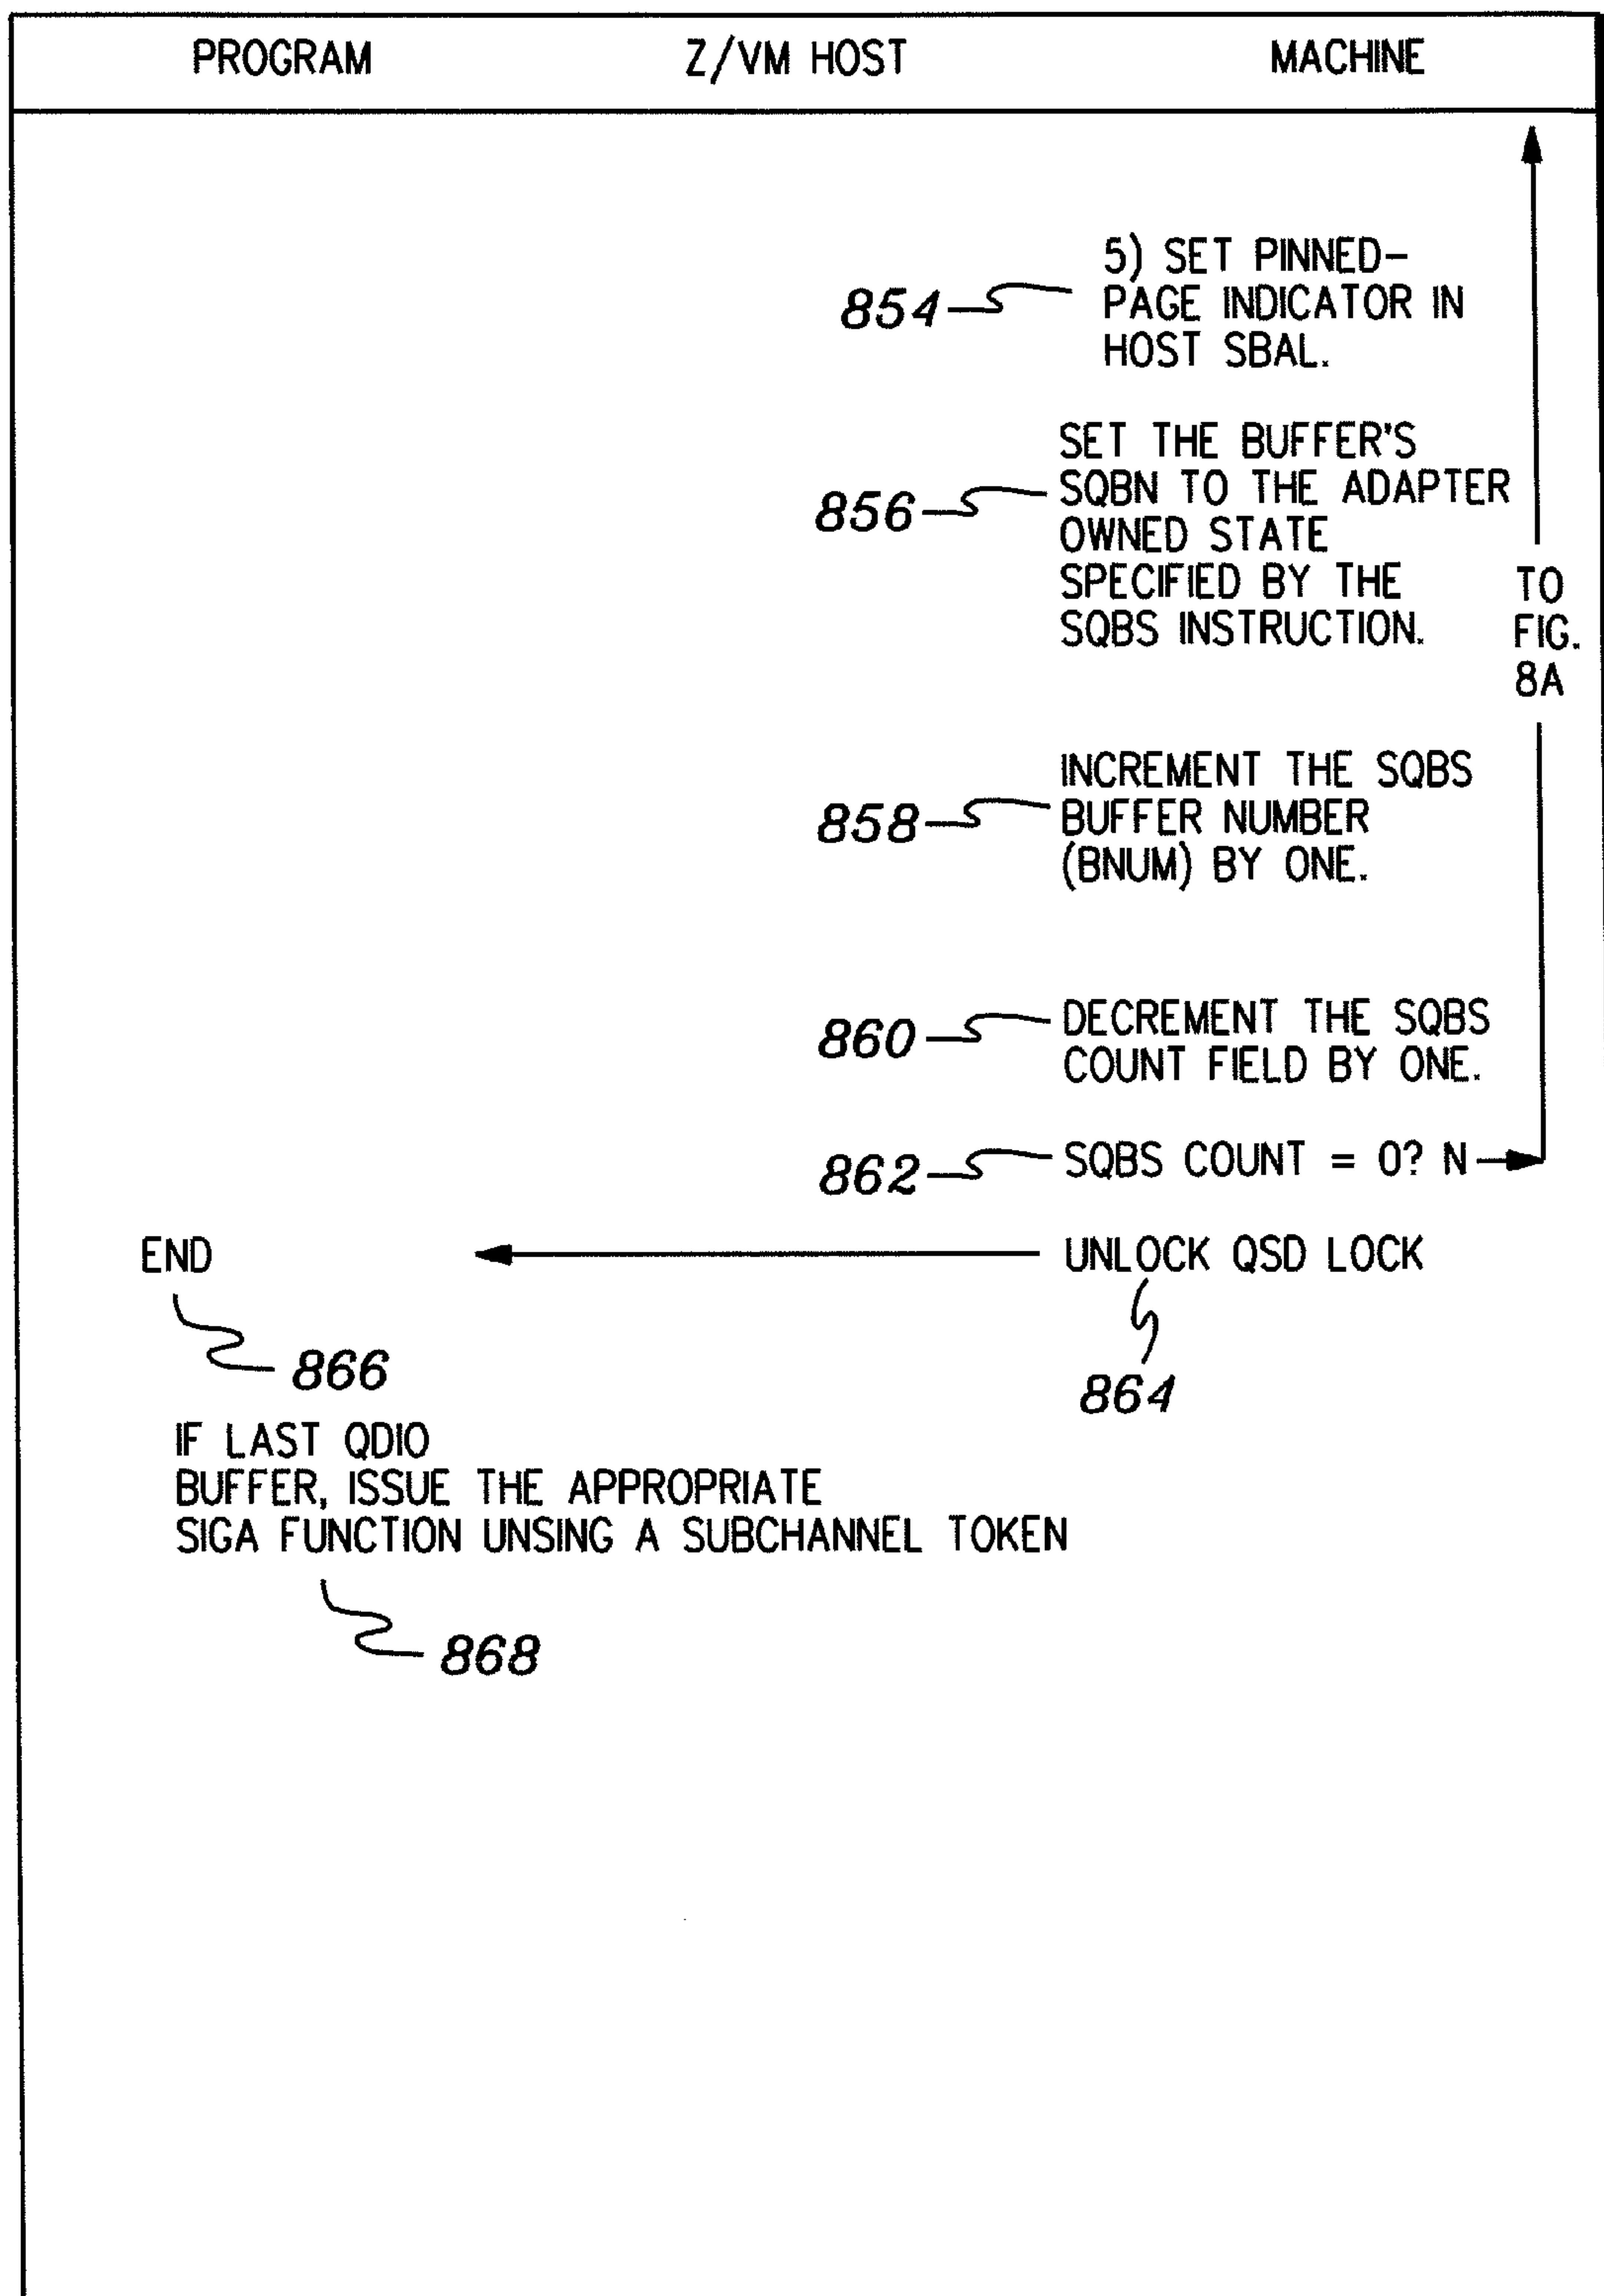 PROGRAM Z/VM HOST MACHINE
5) SET PINNED-
PAGE INDICATOR IN
HOST SBAL.
854
SET THE BUFFER'S
SQBN TO THE ADAPTER
OWNED STATE
SPECIFIED BY THE
SQBS INSTRUCTION.
856
TO
FIG.
8A
INCREMENT THE SQBS
BUFFER NUMBER
(BNUM) BY ONE.
858
DECREMENT THE SQBS
COUNT FIELD BY ONE.
860
862 SQBS COUNT = 0? N
END UNLOCK QSD LOCK
866
864
IF LAST QDIO
BUFFER, ISSUE THE APPROPRIATE
SIGA FUNCTION UNSING A SUBCHANNEL TOKEN
868